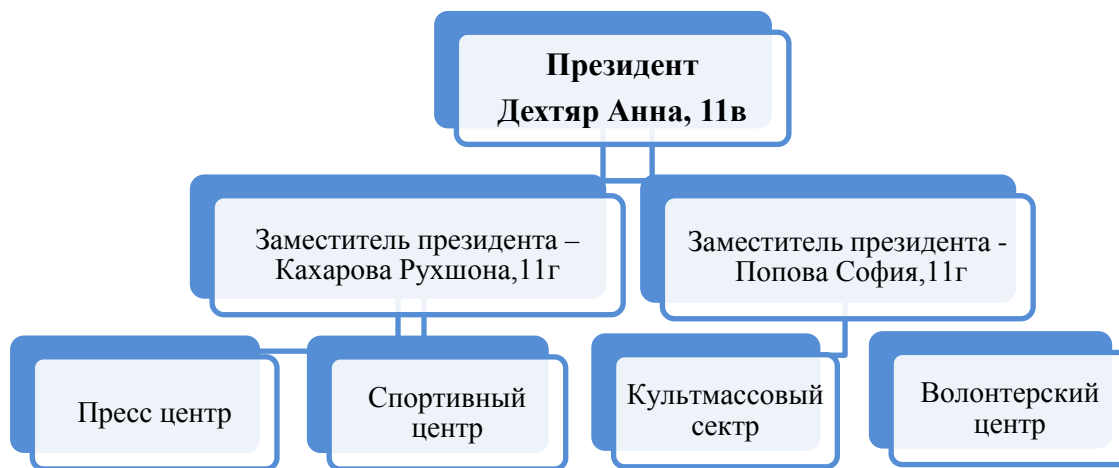 Президент
Дехтяр Анна, 11в
Заместитель президента –
Кахарова Рухшона,11г
Заместитель президента -
Попова София,11г
Пресс центр
Спортивный
центр
Культмассовый
сектр
Волонтерский
центр